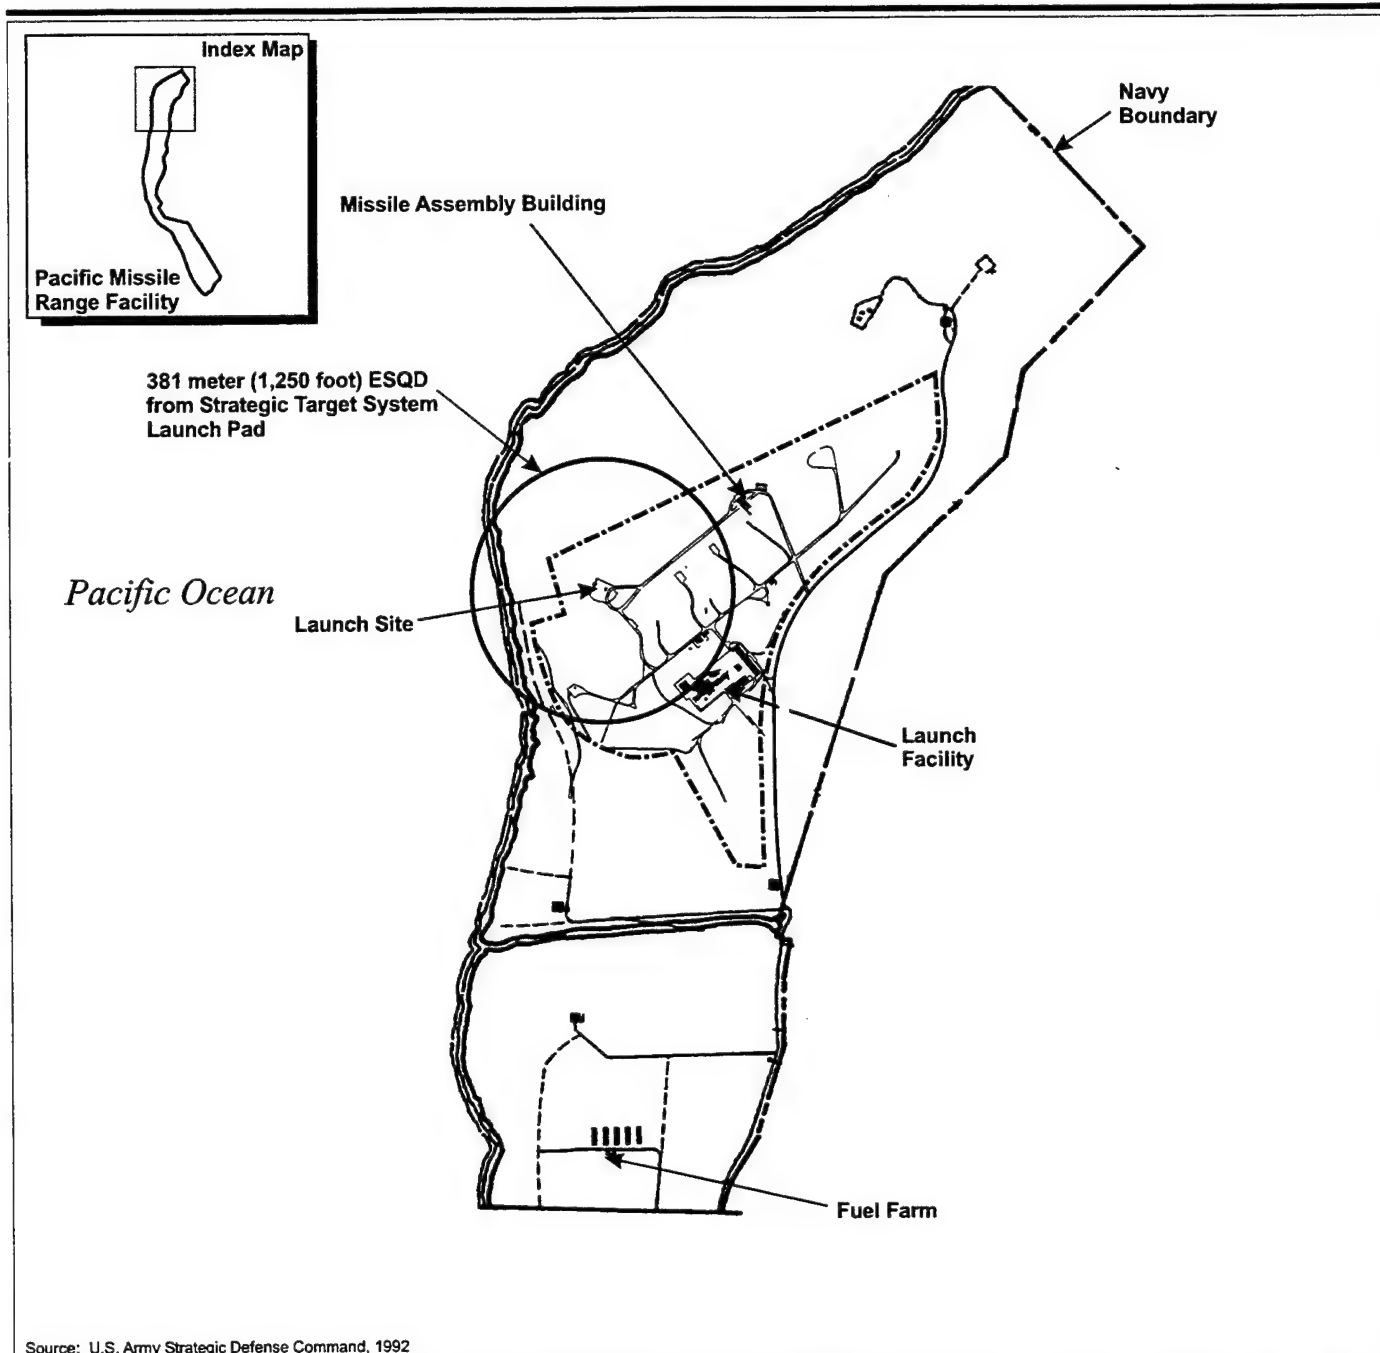 Index Map
Pacific Missile
Range Facility
Navy
Boundary
Missile Assembly Building
381 meter (1,250 foot) ESQD
from Strategic Target System
Launch Pad
Pacific Ocean
Launch Site
Launch
Facility
Fuel Farm
Source: U.S. Army Strategic Defense Command, 1992